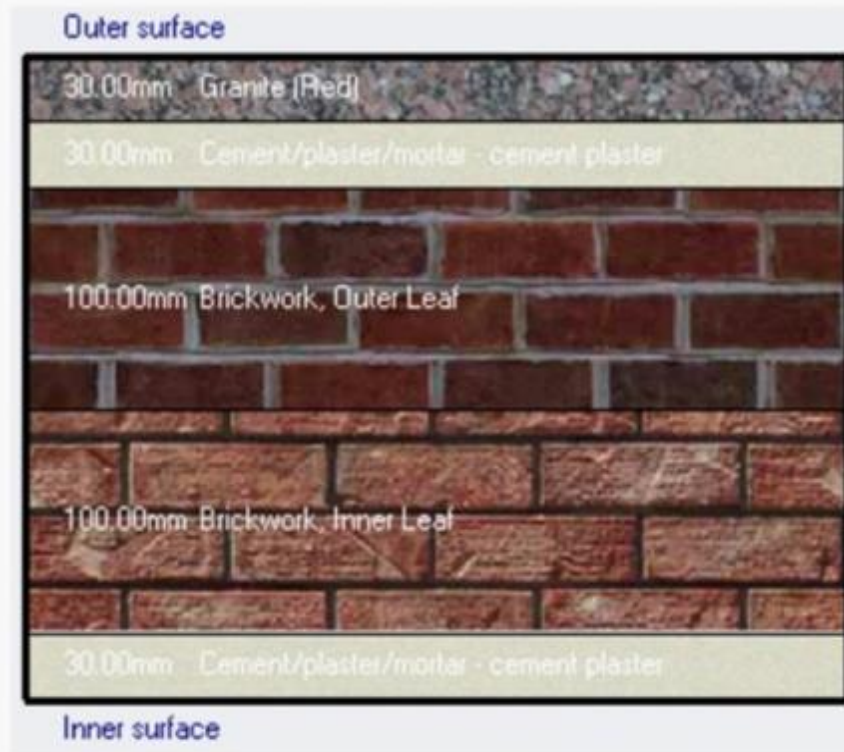 Outer surface
30.00mm Granite (Red)
30.00mm Cement/plaster/mortar - cement plaster
100.00mm Brickwork, Outer Leaf
100.00mm Brickwork, Inner Leaf
30.00mm Cement/plaster/mortar - cement plaster
Inner surface